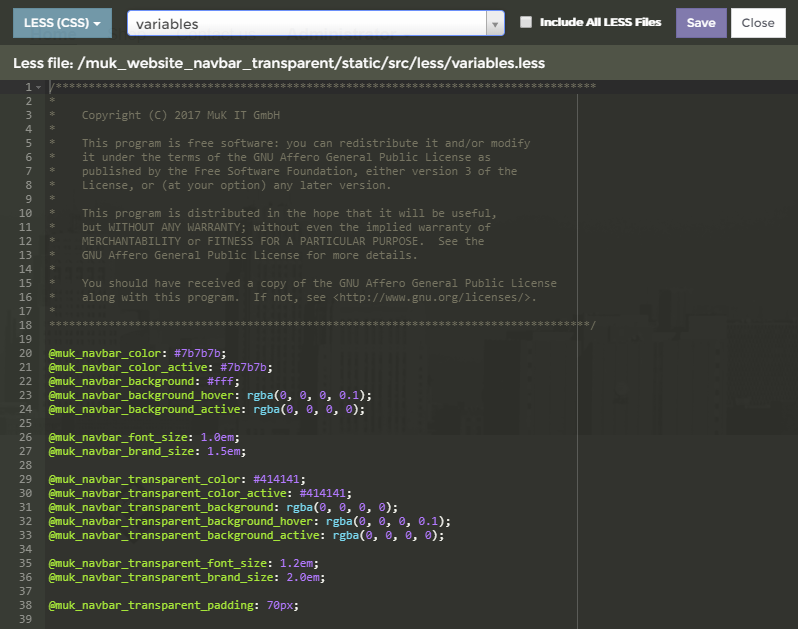 LESS (CSS) variables Include All LESS Files Save Close
Less file: /muk_website_navbar_transparent/static/src/less/variables.less
1 /**********************************************************************************
2 *
3 *    Copyright (C) 2017 MuK IT GmbH
4 *
5 *    This program is free software: you can redistribute it and/or modify
6 *    it under the terms of the GNU Affero General Public License as
7 *    published by the Free Software Foundation, either version 3 of the
8 *    License, or (at your option) any later version.
9 *
10 *    This program is distributed in the hope that it will be useful,
11 *    but WITHOUT ANY WARRANTY; without even the implied warranty of
12 *    MERCHANTABILITY or FITNESS FOR A PARTICULAR PURPOSE.  See the
13 *    GNU Affero General Public License for more details.
14 *
15 *    You should have received a copy of the GNU Affero General Public License
16 *    along with this program.  If not, see <http://www.gnu.org/licenses/>.
17 *
18 **********************************************************************************/
19
20 @muk_navbar_color: #7b7b7b;
21 @muk_navbar_color_active: #7b7b7b;
22 @muk_navbar_background: #fff;
23 @muk_navbar_background_hover: rgba(0, 0, 0, 0.1);
24 @muk_navbar_background_active: rgba(0, 0, 0, 0);
25
26 @muk_navbar_font_size: 1.0em;
27 @muk_navbar_brand_size: 1.5em;
28
29 @muk_navbar_transparent_color: #414141;
30 @muk_navbar_transparent_color_active: #414141;
31 @muk_navbar_transparent_background: rgba(0, 0, 0, 0);
32 @muk_navbar_transparent_background_hover: rgba(0, 0, 0, 0.1);
33 @muk_navbar_transparent_background_active: rgba(0, 0, 0, 0);
34
35 @muk_navbar_transparent_font_size: 1.2em;
36 @muk_navbar_transparent_brand_size: 2.0em;
37
38 @muk_navbar_transparent_padding: 70px;
39